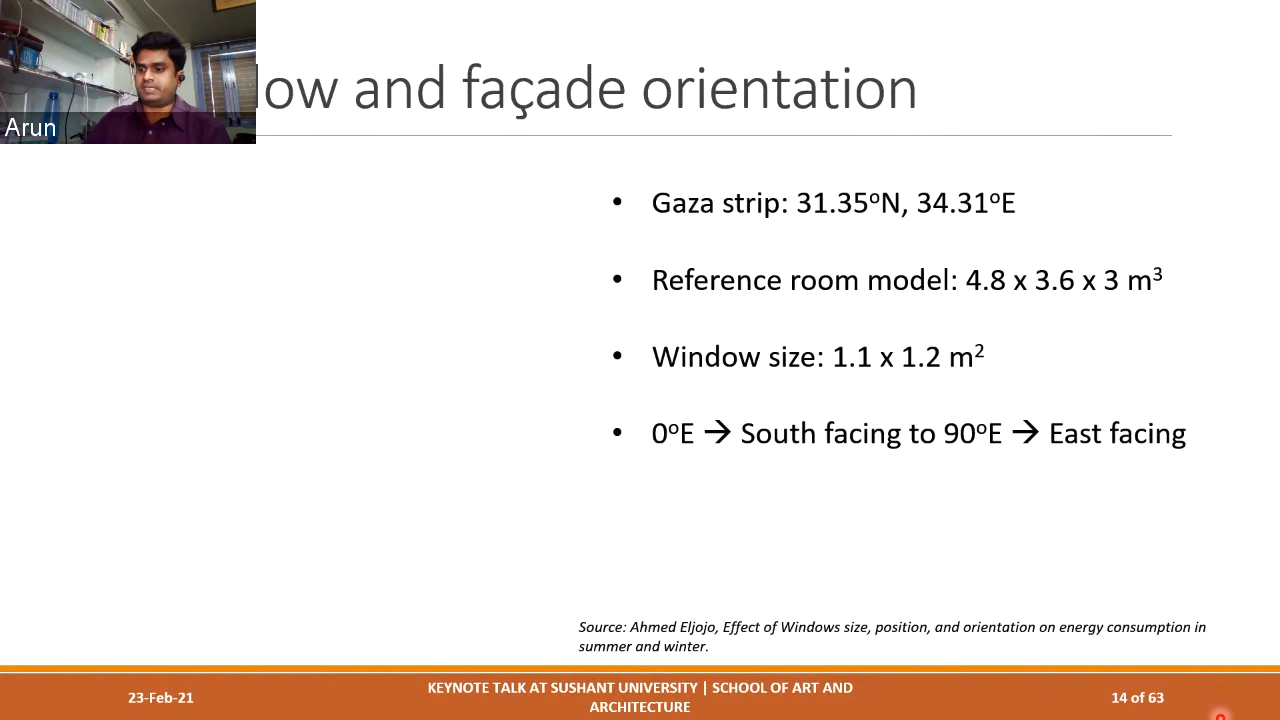 Arun
low and façade orientation
• Gaza strip: 31.35ºN, 34.31ºE
• Reference room model: 4.8 x 3.6 x 3 m³
• Window size: 1.1 x 1.2 m²
• 0ºE → South facing to 90ºE → East facing
Source: Ahmed Eljojo, Effect of Windows size, position, and orientation on energy consumption in
summer and winter.
23-Feb-21
KEYNOTE TALK AT SUSHANT UNIVERSITY | SCHOOL OF ART AND
ARCHITECTURE
14 of 63